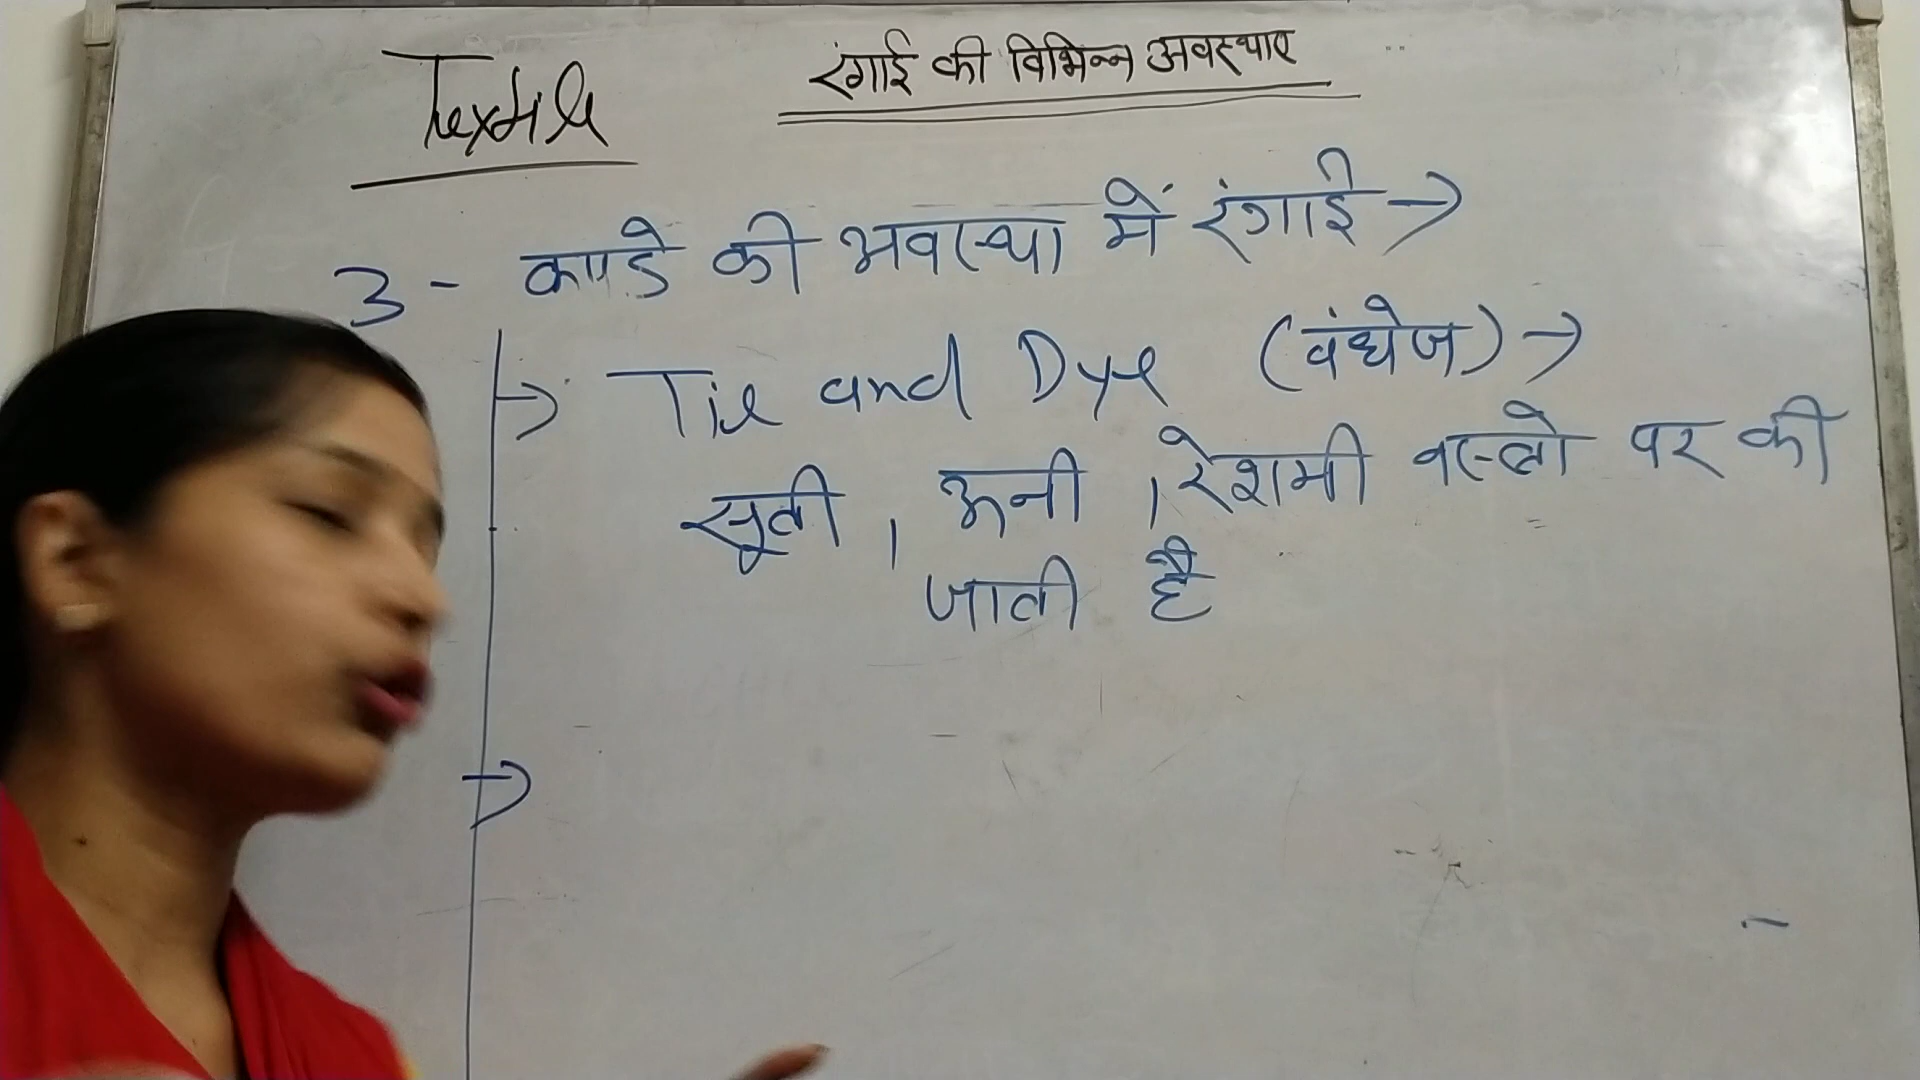 Textile
रंगाई की विभिन्न अवस्थाए
3 - कपडे की अवस्था में रंगाई →
→ Tie and Dye (वंधेज) →
सूती , ऊनी , रेशमी वस्त्रो पर की
जाती है
→